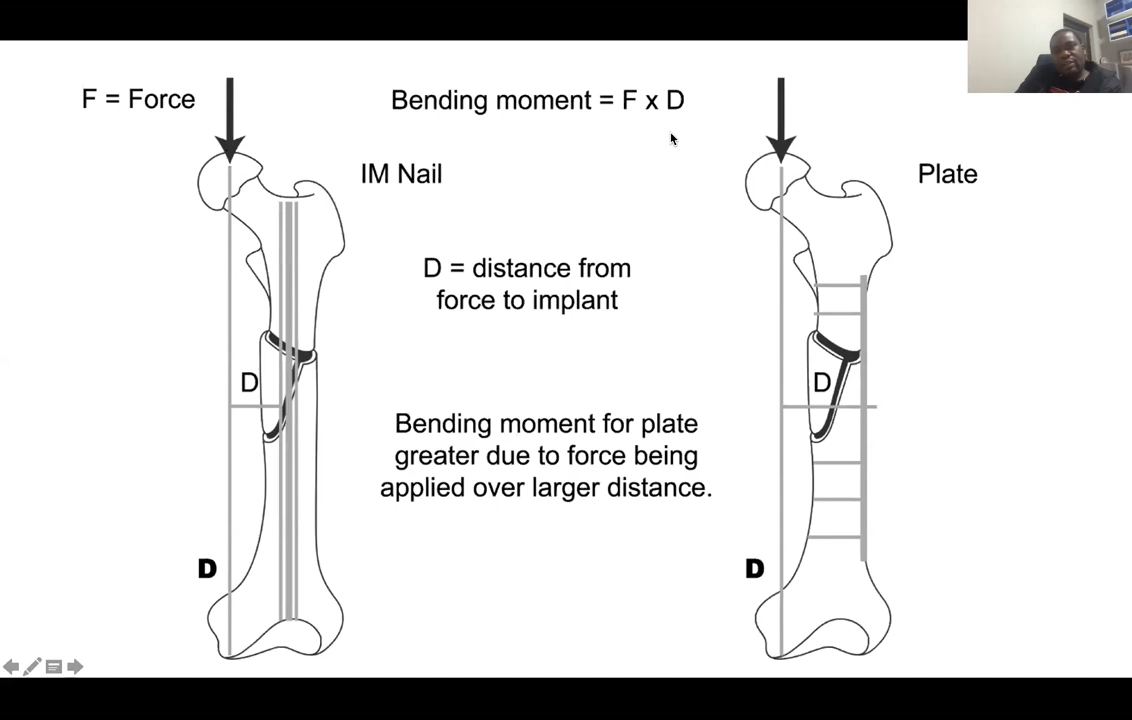 F = Force
Bending moment = F x D
IM Nail
Plate
D = distance from
force to implant
D
D
Bending moment for plate
greater due to force being
applied over larger distance.
D
D